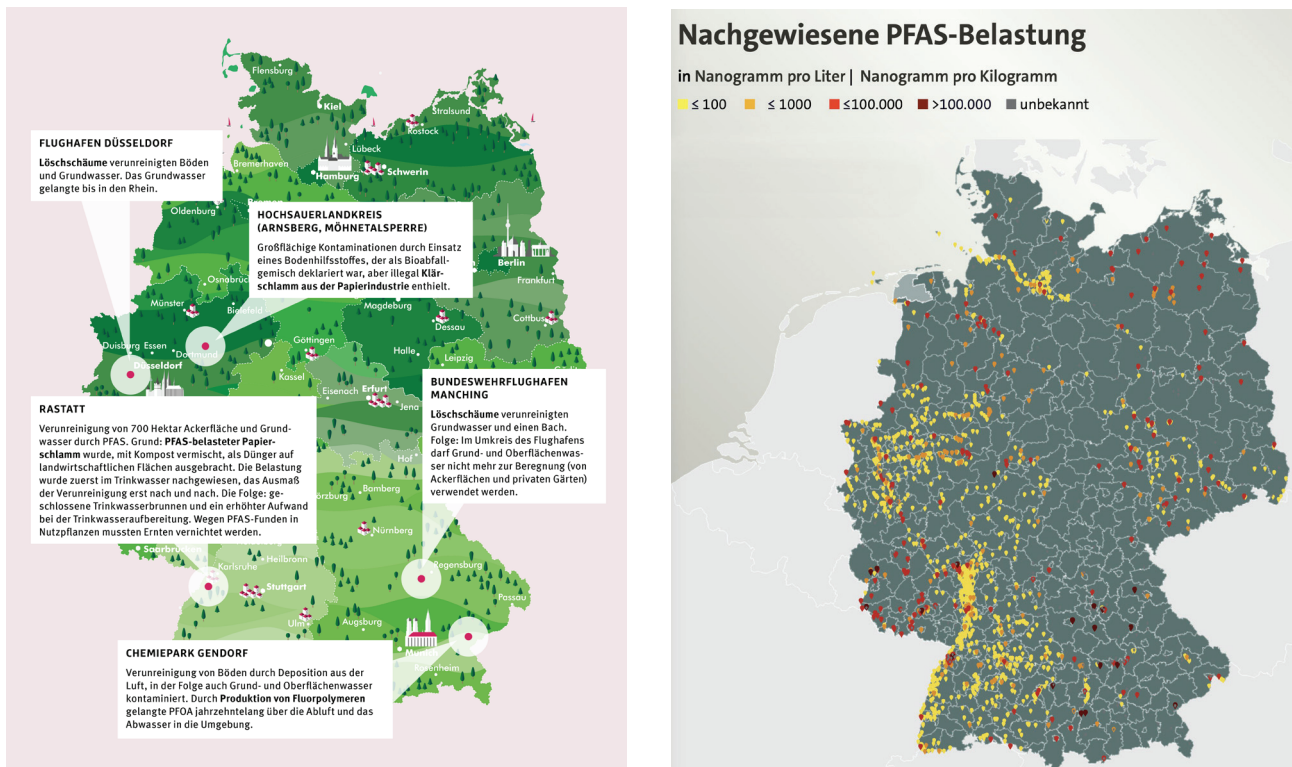 Flensburg
Kiel
Stralsund
Rostock
Lübeck
Bremerhaven
Hamburg
Schwerin
FLUGHAFEN DÜSSELDORF
Löschschäume verunreinigten Böden
und Grundwasser. Das Grundwasser
gelangte bis in den Rhein.
Oldenburg
HOCHSAUERLANDKREIS
(ARNSBERG, MÖHNETALSPERRE)
Großflächige Kontaminationen durch Einsatz
eines Bodenhilfsstoffes, der als Bioabfall-
gemisch deklariert war, aber illegal Klär-
schlamm aus der Papierindustrie enthielt.
Berlin
Frankfurt
Münster
Bielefeld
Magdeburg
Dessau
Cottbus
Duisburg
Essen
Dortmund
Düsseldorf
Göttingen
Halle
Leipzig
Kassel
Eisenach
Erfurt
Jena
Hof
RASTATT
Verunreinigung von 700 Hektar Ackerfläche und Grund-
wasser durch PFAS. Grund: PFAS-belasteter Papier-
schlamm wurde, mit Kompost vermischt, als Dünger auf
landwirtschaftlichen Flächen ausgebracht. Die Belastung
wurde zuerst im Trinkwasser nachgewiesen, das Ausmaß
der Verunreinigung erst nach und nach. Die Folge: ge-
schlossene Trinkwasserbrunnen und ein erhöhter Aufwand
bei der Trinkwasseraufbereitung. Wegen PFAS-Funden in
Nutzpflanzen mussten Ernten vernichtet werden.
BUNDESWEHRFLUGHAFEN
MANCHING
Löschschäume verunreinigten
Grundwasser und einen Bach.
Folge: Im Umkreis des Flughafens
darf Grund- und Oberflächenwas-
ser nicht mehr zur Beregnung (von
Ackerflächen und privaten Gärten)
verwendet werden.
Bamberg
Nürnberg
Saarbrücken
Heilbronn
Karlsruhe
Stuttgart
Regensburg
Passau
Ulm
Augsburg
Rosenheim
CHEMIEPARK GENDORF
Verunreinigung von Böden durch Deposition aus der
Luft, in der Folge auch Grund- und Oberflächenwasser
kontaminiert. Durch Produktion von Fluorpolymeren
gelangte PFOA jahrzehntelang über die Abluft und das
Abwasser in die Umgebung.
Nachgewiesene PFAS-Belastung
in Nanogramm pro Liter | Nanogramm pro Kilogramm
≤ 100 ≤ 1000 ≤100.000 >100.000 unbekannt